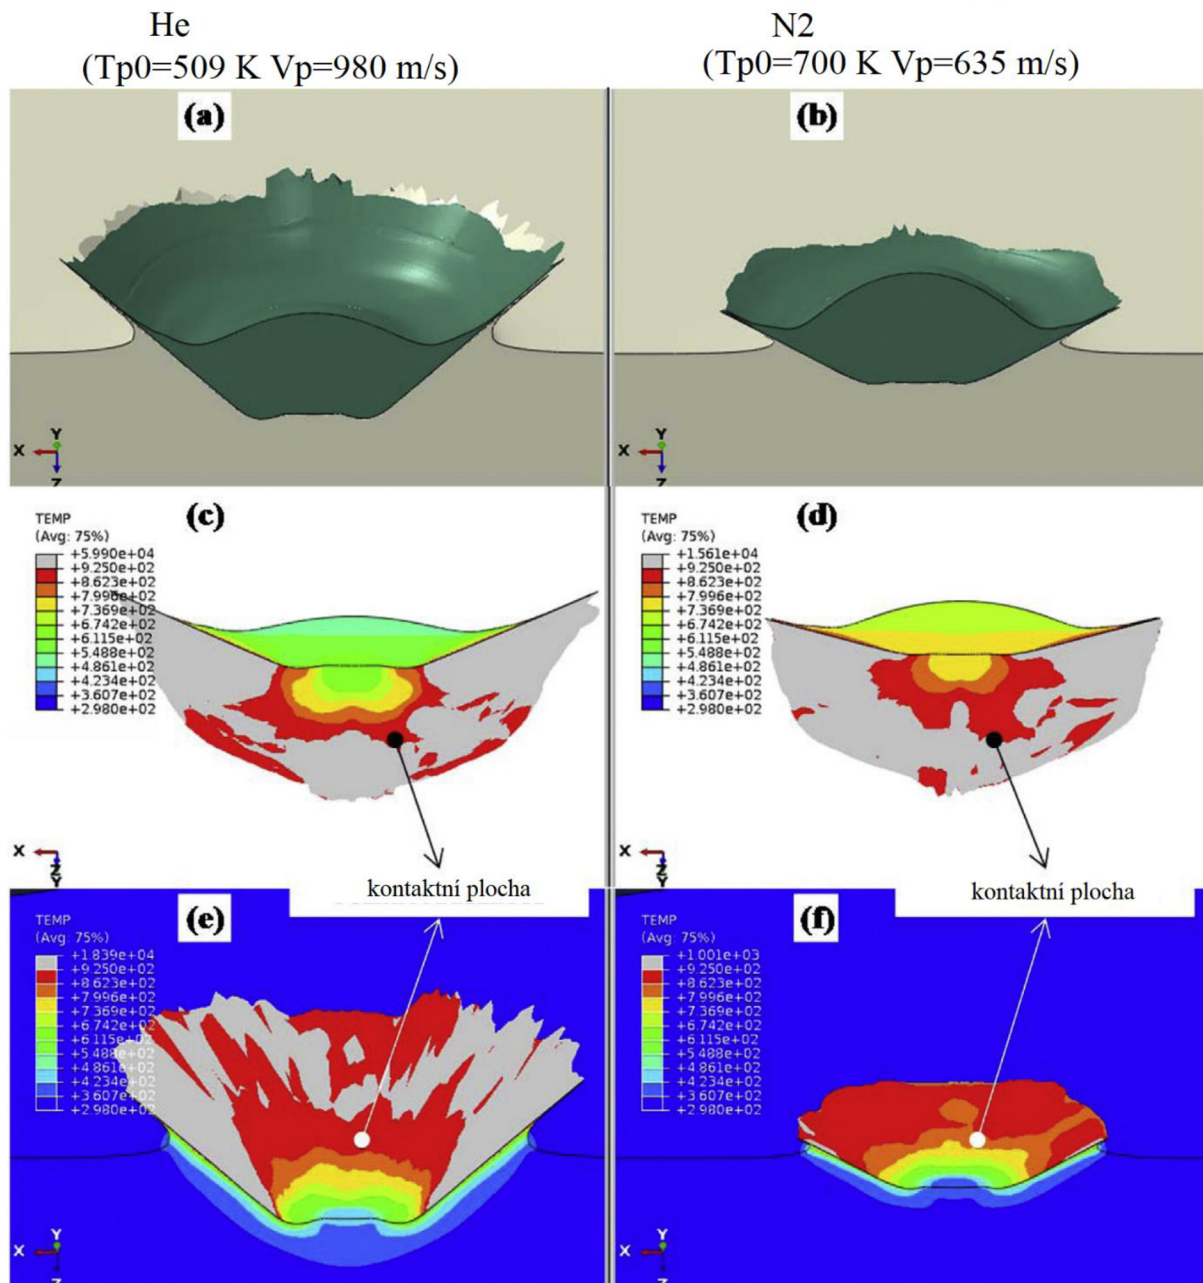 He
(Tp0=509 K Vp=980 m/s)
N2
(Tp0=700 K Vp=635 m/s)
(a)
(b)
X
Y
Z
X
Y
Z
(c)
TEMP
(Avg: 75%)
+5.990e+04
+9.250e+02
+8.623e+02
+7.996e+02
+7.369e+02
+6.742e+02
+6.115e+02
+5.488e+02
+4.861e+02
+4.234e+02
+3.607e+02
+2.980e+02
X
Z
Y
kontaktní plocha
(d)
TEMP
(Avg: 75%)
+1.561e+04
+9.250e+02
+8.623e+02
+7.996e+02
+7.369e+02
+6.742e+02
+6.115e+02
+5.488e+02
+4.861e+02
+4.234e+02
+3.607e+02
+2.980e+02
X
Z
Y
kontaktní plocha
(e)
TEMP
(Avg: 75%)
+1.839e+04
+9.250e+02
+8.623e+02
+7.996e+02
+7.369e+02
+6.742e+02
+6.115e+02
+5.488e+02
+4.861e+02
+4.234e+02
+3.607e+02
+2.980e+02
X
Y
Z
(f)
TEMP
(Avg: 75%)
+1.001e+03
+9.250e+02
+8.623e+02
+7.996e+02
+7.369e+02
+6.742e+02
+6.115e+02
+5.488e+02
+4.861e+02
+4.234e+02
+3.607e+02
+2.980e+02
X
Y
Z